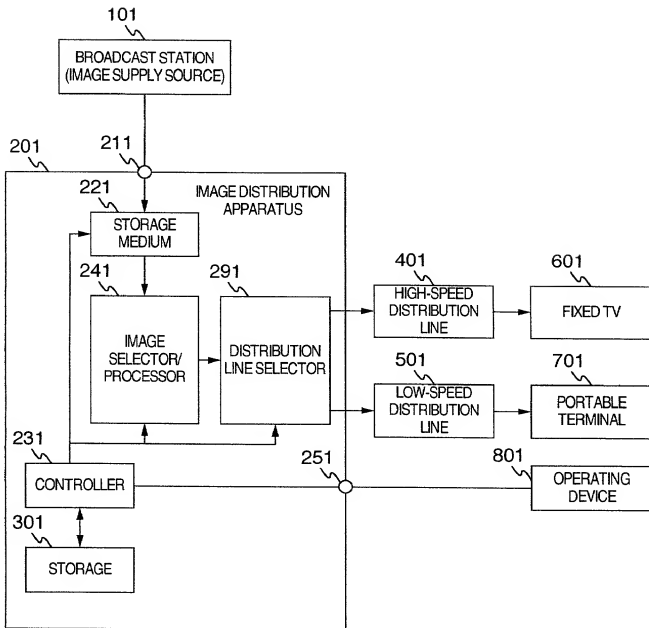 101
BROADCAST STATION
(IMAGE SUPPLY SOURCE)
201
211
IMAGE DISTRIBUTION
APPARATUS
221
STORAGE
MEDIUM
241
IMAGE
SELECTOR/
PROCESSOR
291
DISTRIBUTION
LINE SELECTOR
401
HIGH-SPEED
DISTRIBUTION
LINE
601
FIXED TV
501
LOW-SPEED
DISTRIBUTION
LINE
701
PORTABLE
TERMINAL
231
CONTROLLER
251
801
OPERATING
DEVICE
301
STORAGE